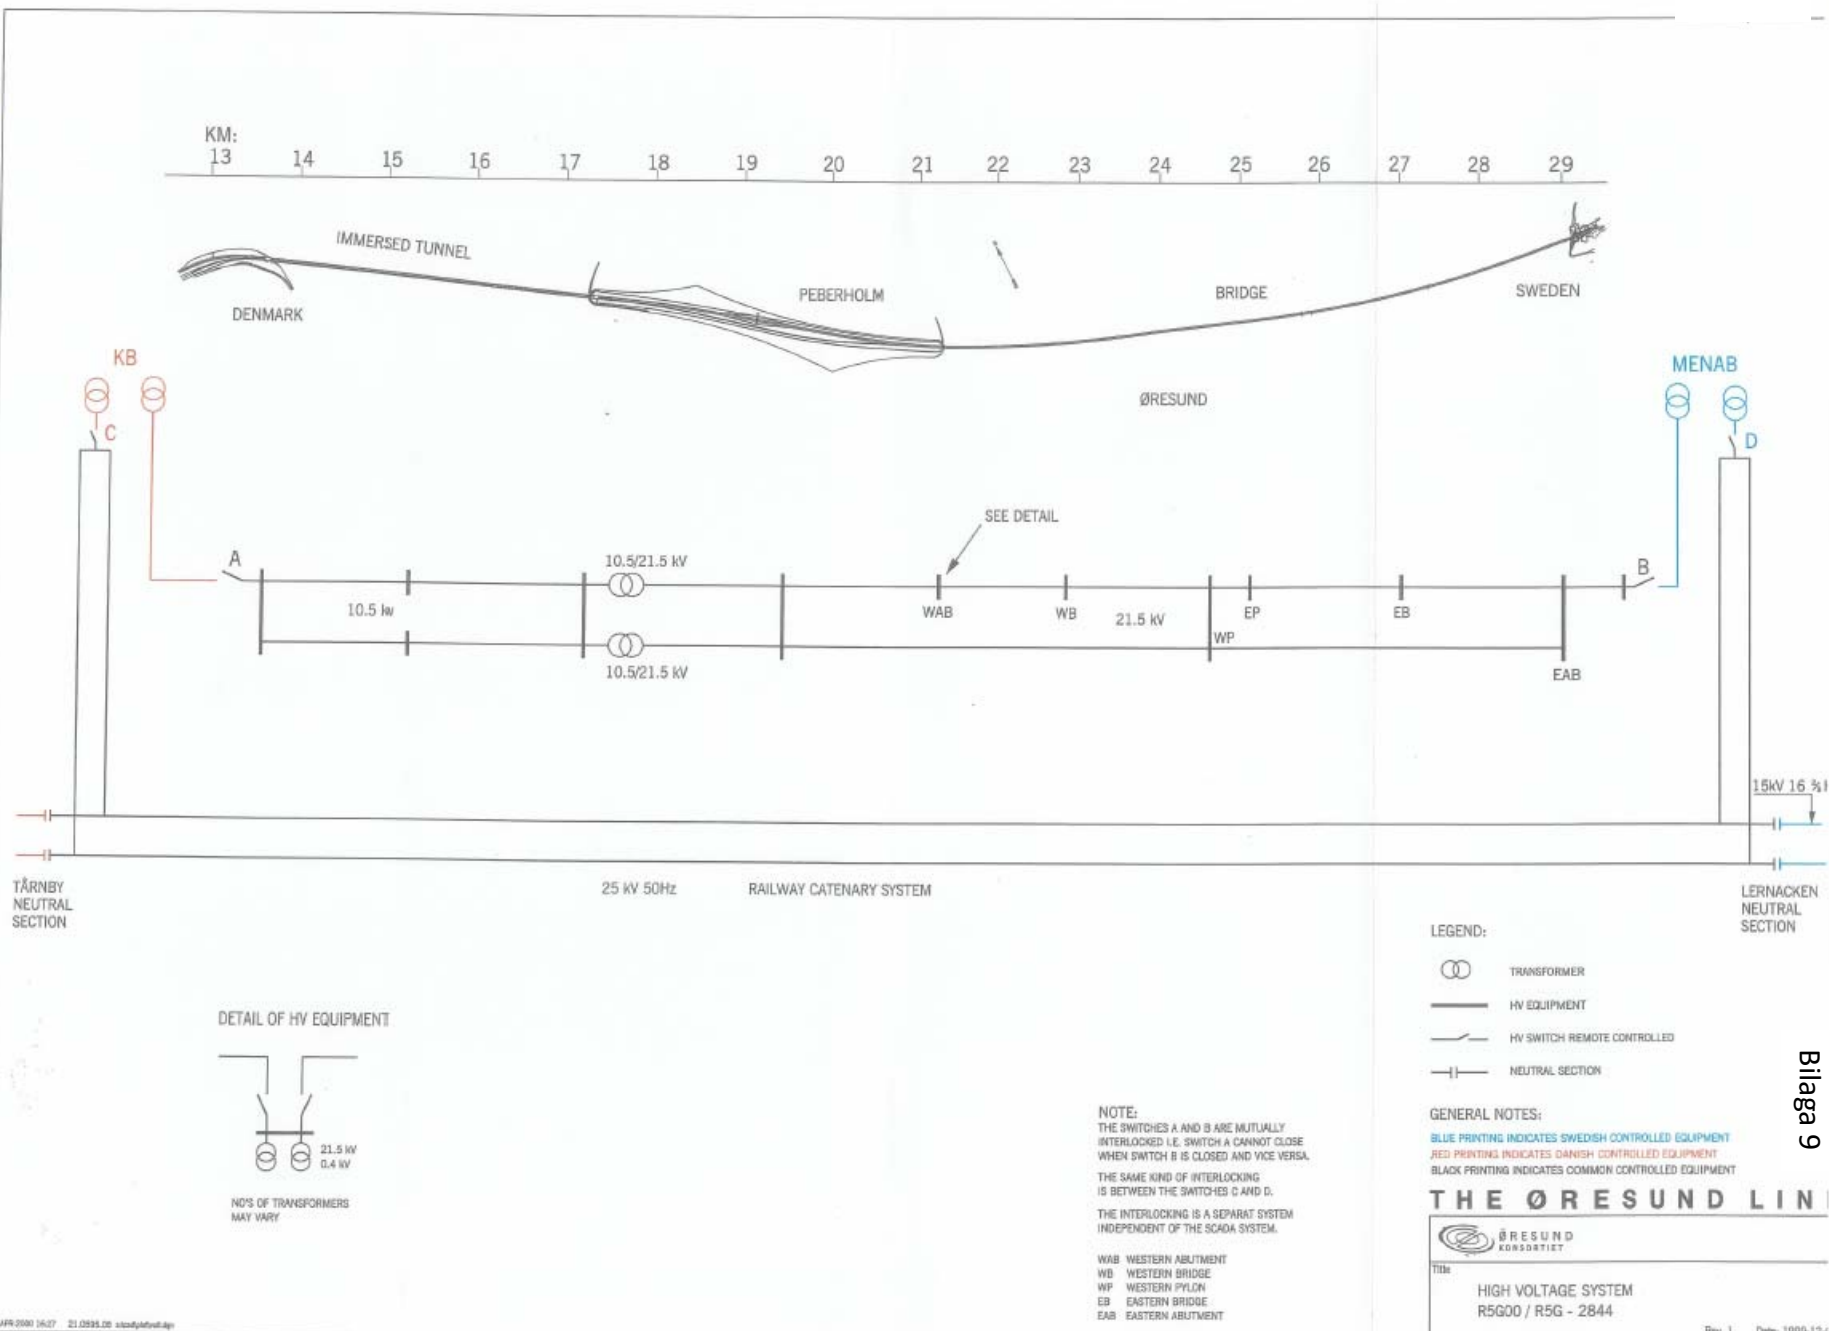 KM:
13 14 15 16 17 18 19 20 21 22 23 24 25 26 27 28 29
IMMERSED TUNNEL
DENMARK
PEBERHOLM
BRIDGE
SWEDEN
ØRESUND
KB
MENAB
C
D
SEE DETAIL
A
10.5/21.5 kV
B
10.5 kv
WAB
WB
21.5 kV
EP
EB
WP
10.5/21.5 kV
EAB
15kV 16 ⅔
TÅRNBY
NEUTRAL
SECTION
25 kV 50Hz RAILWAY CATENARY SYSTEM
LERNACKEN
NEUTRAL
SECTION
LEGEND:
TRANSFORMER
HV EQUIPMENT
HV SWITCH REMOTE CONTROLLED
NEUTRAL SECTION
DETAIL OF HV EQUIPMENT
21.5 kV
0.4 kV
NO'S OF TRANSFORMERS
MAY VARY
NOTE:
THE SWITCHES A AND B ARE MUTUALLY
INTERLOCKED I.E. SWITCH A CANNOT CLOSE
WHEN SWITCH B IS CLOSED AND VICE VERSA.
THE SAME KIND OF INTERLOCKING
IS BETWEEN THE SWITCHES C AND D.
THE INTERLOCKING IS A SEPARAT SYSTEM
INDEPENDENT OF THE SCADA SYSTEM.
WAB WESTERN ABUTMENT
WB WESTERN BRIDGE
WP WESTERN PYLON
EB EASTERN BRIDGE
EAB EASTERN ABUTMENT
GENERAL NOTES:
BLUE PRINTING INDICATES SWEDISH CONTROLLED EQUIPMENT
RED PRINTING INDICATES DANISH CONTROLLED EQUIPMENT
BLACK PRINTING INDICATES COMMON CONTROLLED EQUIPMENT
THE ØRESUND LIN
ØRESUND
KONSORTIET
Title
HIGH VOLTAGE SYSTEM
R5G00 / R5G - 2844
Bilaga 9